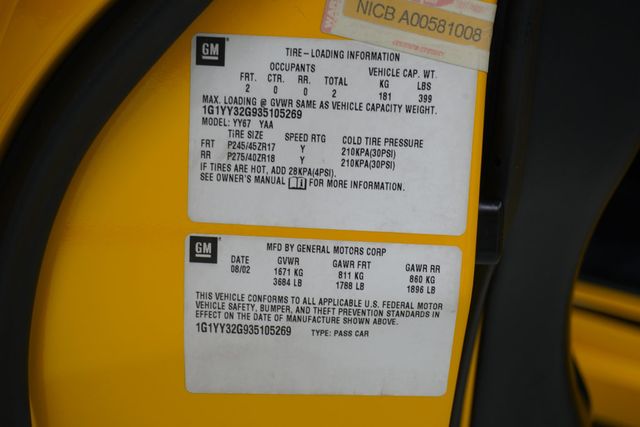 NICB A00581008
GM
TIRE-LOADING INFORMATION
OCCUPANTS VEHICLE CAP. WT.
FRT. CTR. RR. TOTAL KG LBS
2 0 0 2 181 399
MAX. LOADING @ GVWR SAME AS VEHICLE CAPACITY WEIGHT.
1G1YY32G935105269
MODEL: YY67 YAA
TIRE SIZE SPEED RTG COLD TIRE PRESSURE
FRT P245/45ZR17 Y 210KPA(30PSI)
RR P275/40ZR18 Y 210KPA(30PSI)
IF TIRES ARE HOT, ADD 28KPA(4PSI).
SEE OWNER'S MANUAL FOR MORE INFORMATION.
GM
MFD BY GENERAL MOTORS CORP
DATE GVWR GAWR FRT GAWR RR
08/02 1671 KG 811 KG 860 KG
3684 LB 1788 LB 1896 LB
THIS VEHICLE CONFORMS TO ALL APPLICABLE U.S. FEDERAL MOTOR
VEHICLE SAFETY, BUMPER, AND THEFT PREVENTION STANDARDS IN
EFFECT ON THE DATE OF MANUFACTURE SHOWN ABOVE.
1G1YY32G935105269 TYPE: PASS CAR